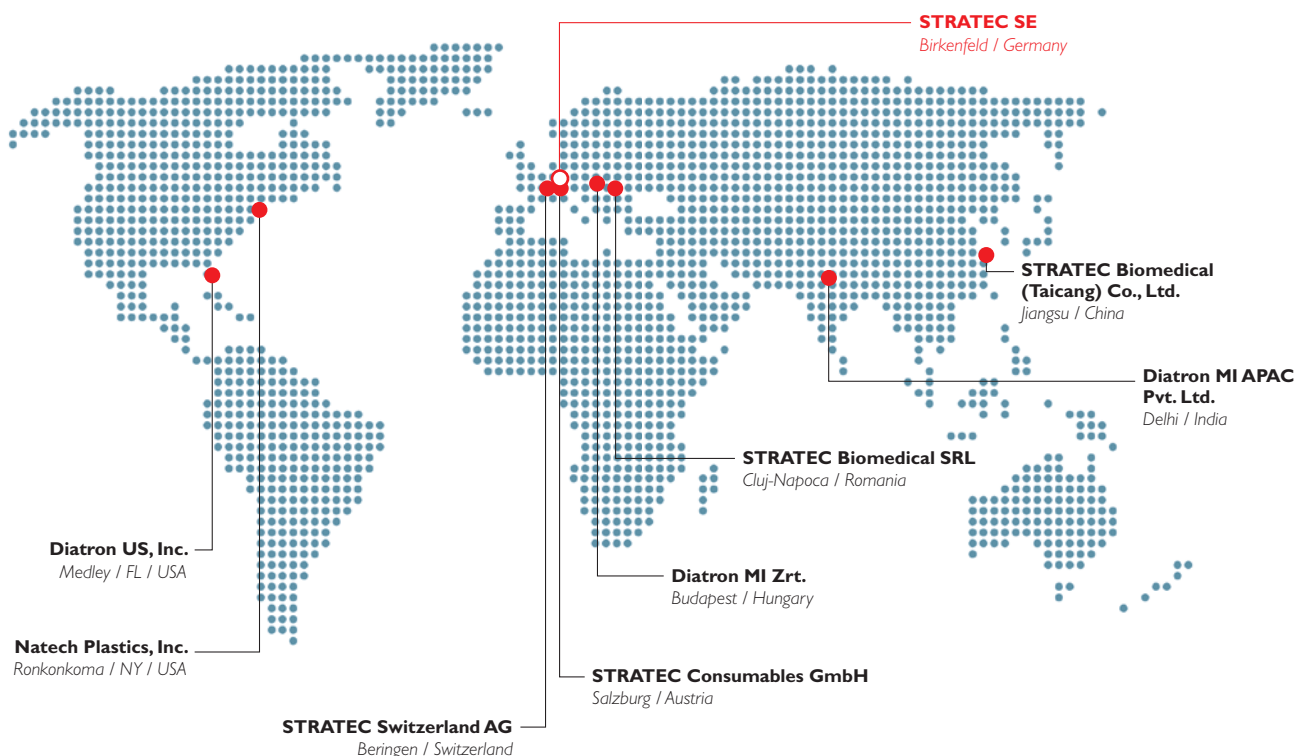 STRATEC SE
Birkenfeld / Germany
STRATEC Biomedical
(Taicang) Co., Ltd.
Jiangsu / China
Diatron MI APAC
Pvt. Ltd.
Delhi / India
STRATEC Biomedical SRL
Cluj-Napoca / Romania
Diatron US, Inc.
Medley / FL / USA
Diatron MI Zrt.
Budapest / Hungary
Natech Plastics, Inc.
Ronkonkoma / NY / USA
STRATEC Consumables GmbH
Salzburg / Austria
STRATEC Switzerland AG
Beringen / Switzerland